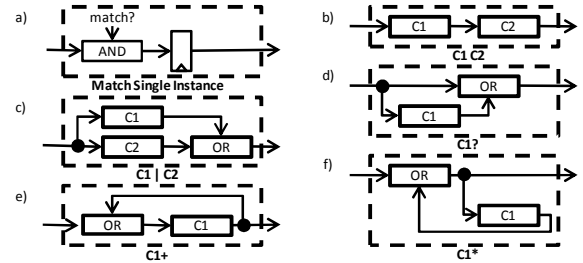 a)
match?
AND
Match Single Instance
b)
C1
C2
C1 C2
c)
C1
C2
OR
C1 | C2
d)
OR
C1
C1?
e)
OR
C1
C1+
f)
OR
C1
C1*